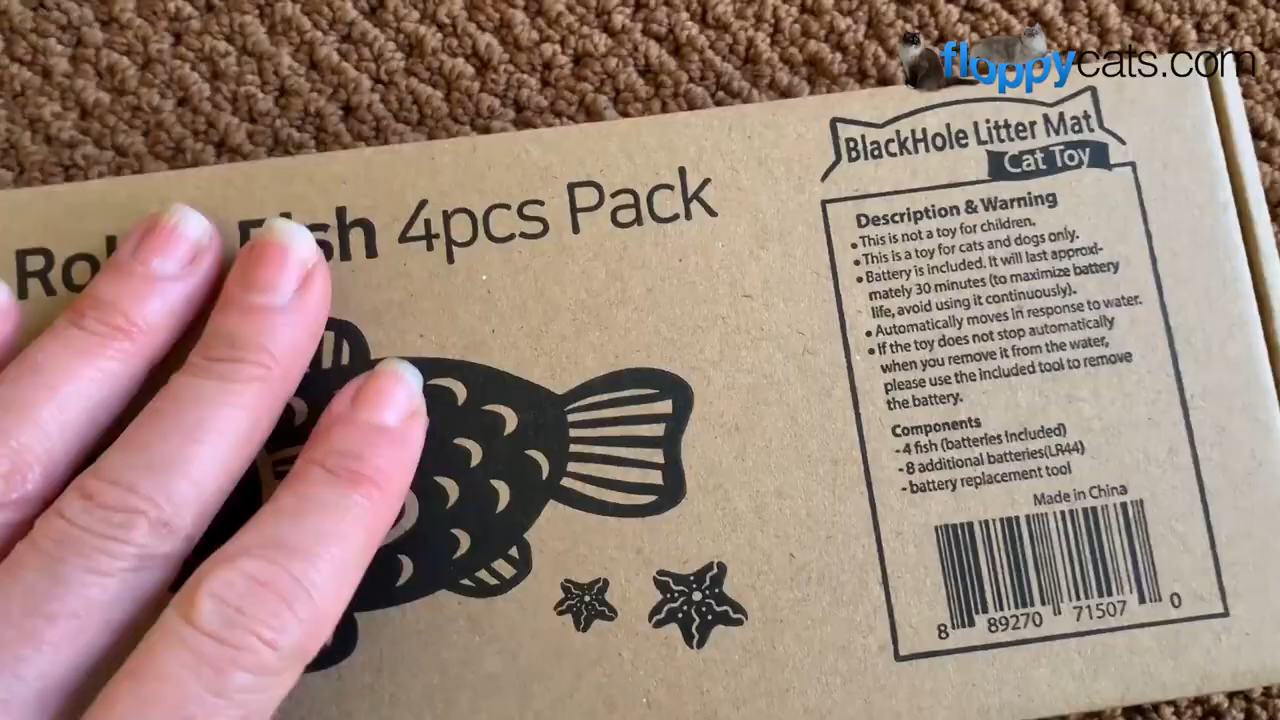 floppycats.com
BlackHole Litter Mat
Cat Toy
Fish 4pcs Pack
Description & Warning
• This is not a toy for children.
• This is a toy for cats and dogs only.
• Battery is included. It will last approxi-
mately 30 minutes (to maximize battery
life, avoid using it continuously).
• Automatically moves in response to water.
• If the toy does not stop automatically
when you remove it from the water,
please use the included tool to remove
the battery.
Components
- 4 fish (batteries included)
- 8 additional batteries(LR44)
- battery replacement tool
Made in China
8 89270 71507 0